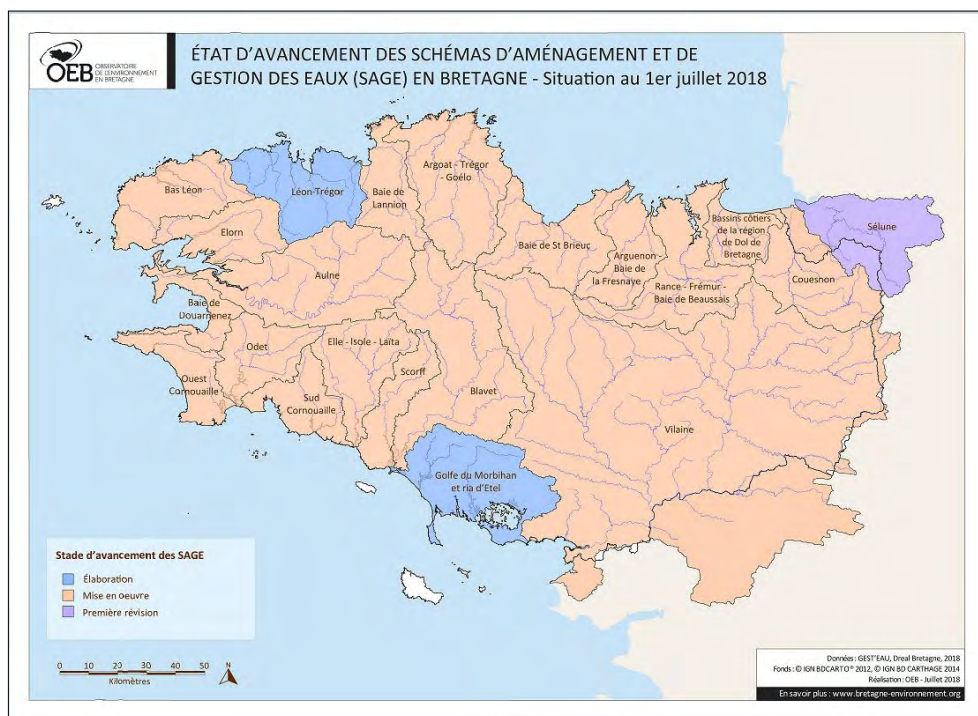 OEB
OBSERVATOIRE
DE L'ENVIRONNEMENT
EN BRETAGNE
ÉTAT D'AVANCEMENT DES SCHÉMAS D'AMÉNAGEMENT ET DE
GESTION DES EAUX (SAGE) EN BRETAGNE - Situation au 1er juillet 2018
Bas Léon
Léon-Trégor
Baie de
Lannion
Argoat - Trégor
- Goëlo
Elorn
Aulne
Baie de St Brieuc
Arguenon-
Baie de
la Fresnaye
Rance - Frémur -
Baie de Beaussais
Bassins côtiers
de la région
de Dol de
Bretagne
Couesnon
Sélune
Baie de
Douarnenez
Odet
Elle - Isole - Laïta
Scorff
Ouest
Cornouaille
Sud
Cornouaille
Blavet
Vilaine
Golfe du Morbihan
et ria d'Etel
Stade d'avancement des SAGE
Élaboration
Mise en oeuvre
Première révision
0 10 20 30 40 50
Kilomètres
N
Données : GEST'EAU, Dreal Bretagne, 2018
Fonds : © IGN BDCARTO® 2012, © IGN BD CARTHAGE 2014
Réalisation : OEB - Juillet 2018
En savoir plus : www.bretagne-environnement.org